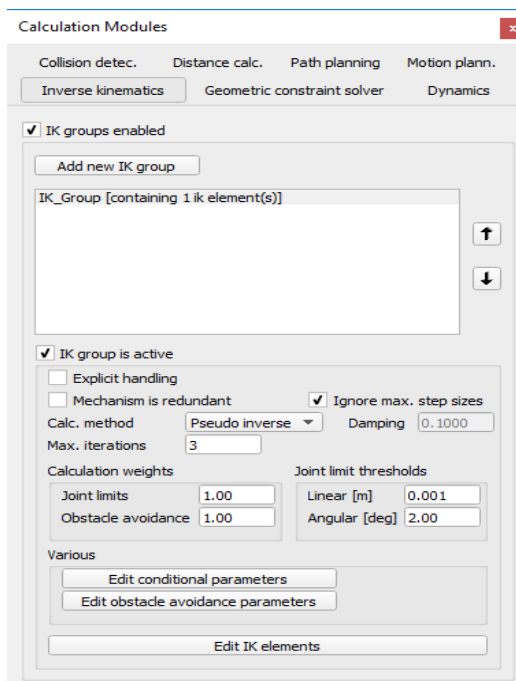 Calculation Modules
Collision detec. Distance calc. Path planning Motion plann.
Inverse kinematics Geometric constraint solver Dynamics
IK groups enabled
Add new IK group
IK_Group [containing 1 ik element(s)]
IK group is active
Explicit handling
Mechanism is redundant Ignore max. step sizes
Calc. method Pseudo inverse Damping 0.1000
Max. iterations 3
Calculation weights Joint limit thresholds
Joint limits 1.00 Linear [m] 0.001
Obstacle avoidance 1.00 Angular [deg] 2.00
Various
Edit conditional parameters
Edit obstacle avoidance parameters
Edit IK elements